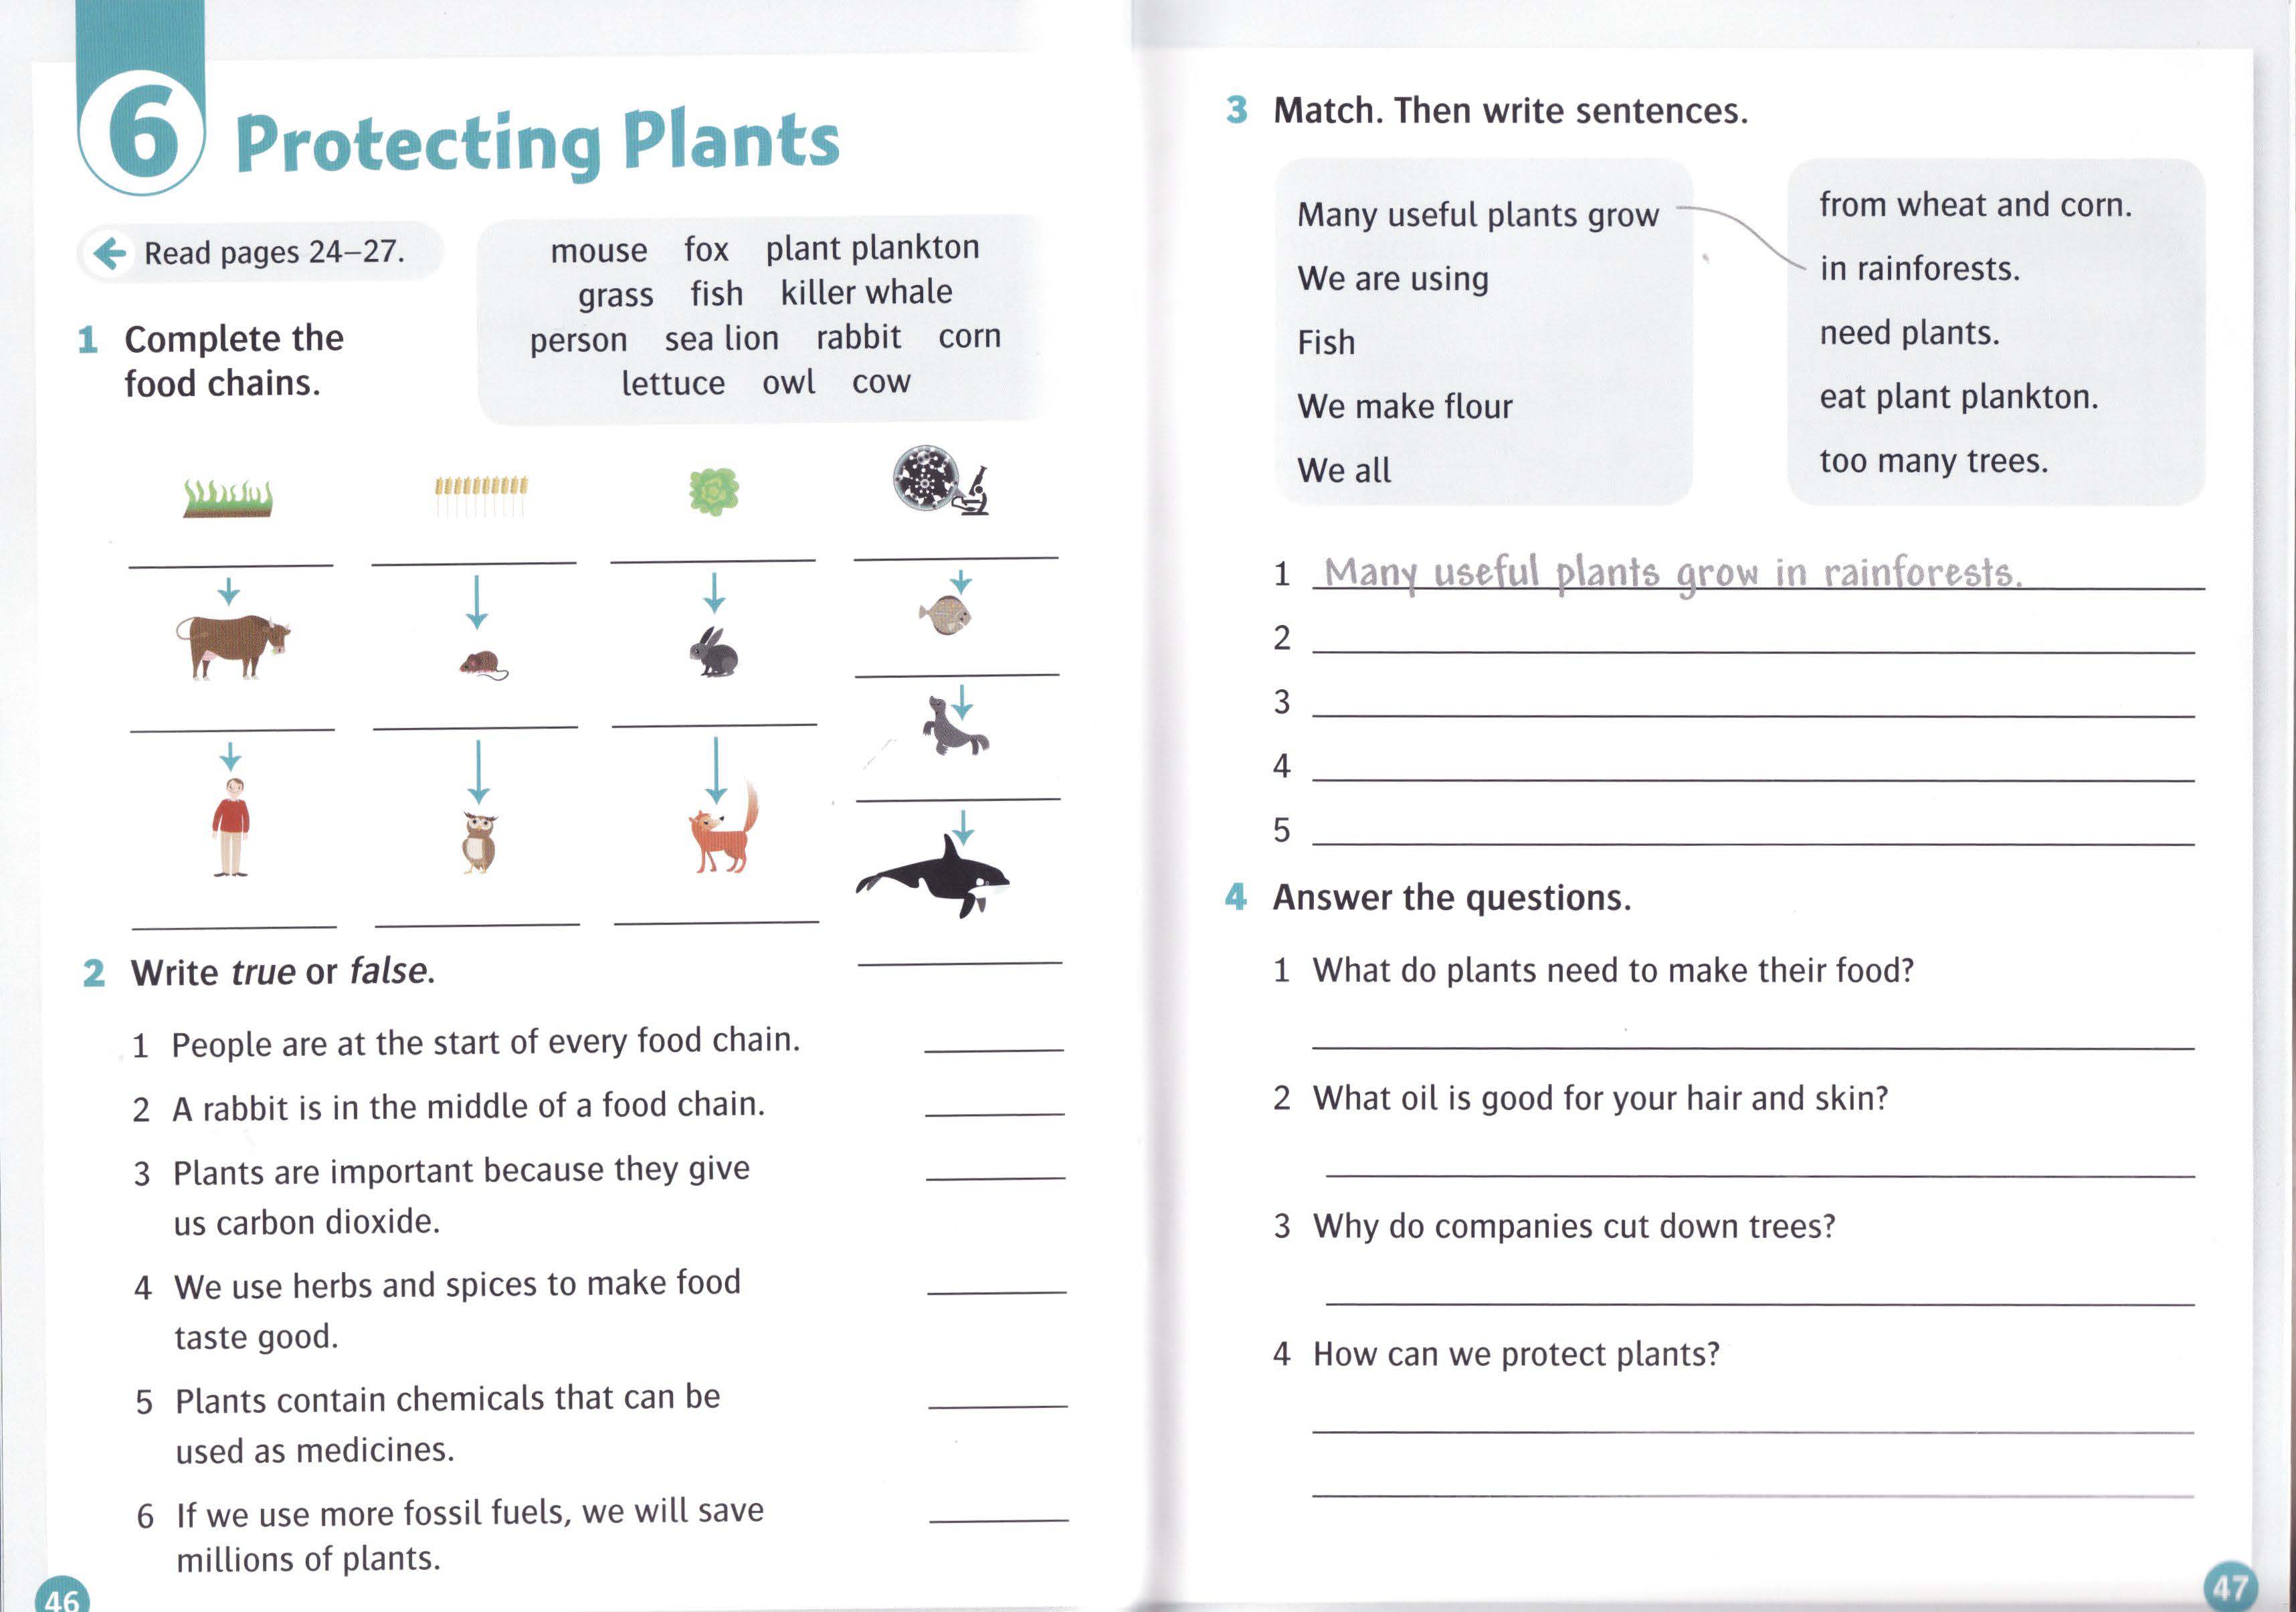 6 Protecting Plants
Read pages 24–27.
1 Complete the
food chains.
mouse fox plant plankton
grass fish killer whale
person sea lion rabbit corn
lettuce owl cow
2 Write true or false.
1 People are at the start of every food chain.
2 A rabbit is in the middle of a food chain.
3 Plants are important because they give
us carbon dioxide.
4 We use herbs and spices to make food
taste good.
5 Plants contain chemicals that can be
used as medicines.
6 If we use more fossil fuels, we will save
millions of plants.
46
3 Match. Then write sentences.
Many useful plants grow
We are using
Fish
We make flour
We all
from wheat and corn.
in rainforests.
need plants.
eat plant plankton.
too many trees.
1 Many useful plants grow in rainforests.
2
3
4
5
4 Answer the questions.
1 What do plants need to make their food?
2 What oil is good for your hair and skin?
3 Why do companies cut down trees?
4 How can we protect plants?
47